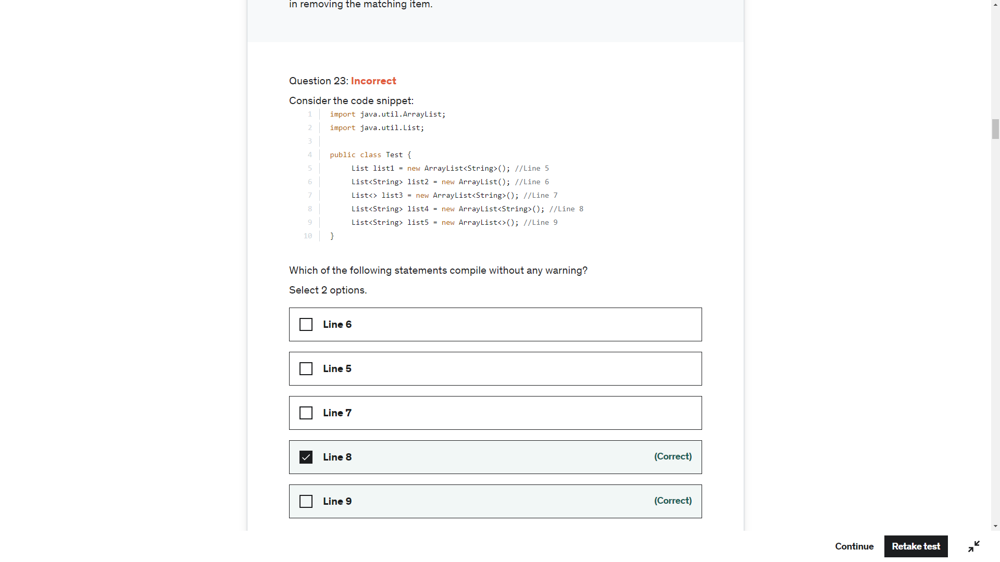 in removing the matching item.
Question 23: Incorrect
Consider the code snippet:
1 import java.util.ArrayList;
2 import java.util.List;
3
4 public class Test {
5 List list1 = new ArrayList<String>(); //Line 5
6 List<String> list2 = new ArrayList(); //Line 6
7 List<> list3 = new ArrayList<String>(); //Line 7
8 List<String> list4 = new ArrayList<String>(); //Line 8
9 List<String> list5 = new ArrayList<>(); //Line 9
10 }
Which of the following statements compile without any warning?
Select 2 options.
Line 6
Line 5
Line 7
Line 8 (Correct)
Line 9 (Correct)
Continue Retake test